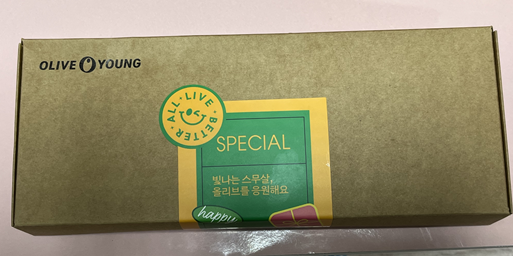 OLIVE YOUNG
ALL·LIVE·BETTER·
SPECIAL
빛나는 스무살,
올리브를 응원해요
happy